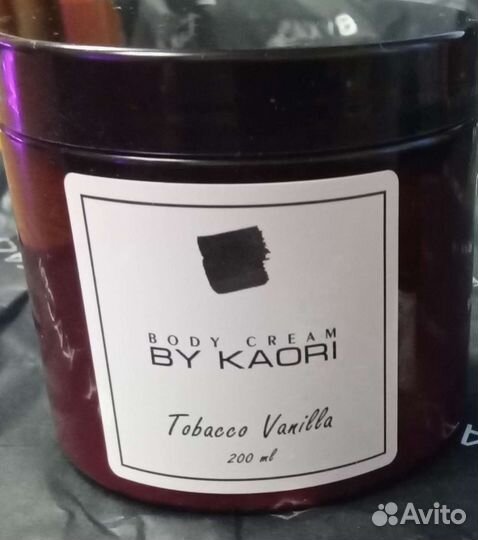 BODY CREAM
BY KAORI
Tobacco Vanilla
200 ml
Avito